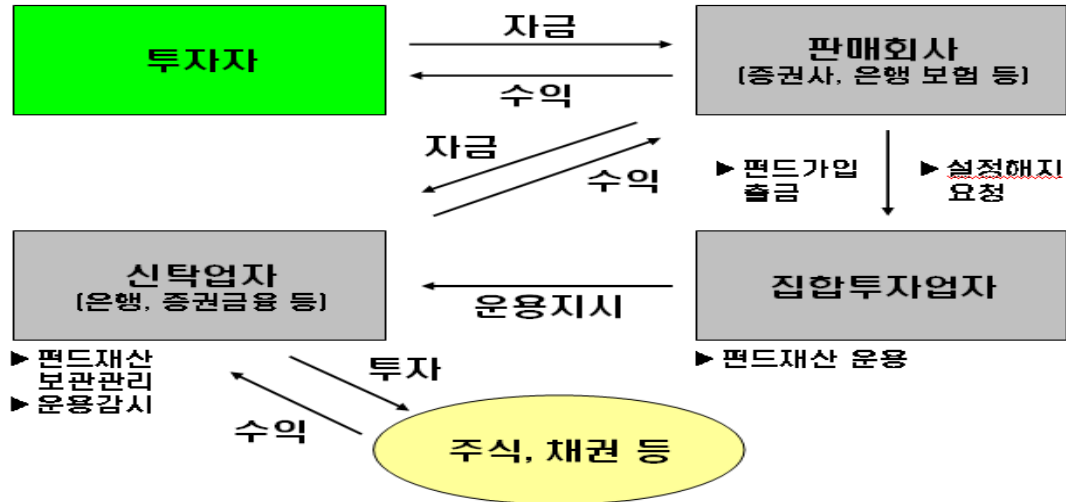 투자자
자금
수익
판매회사
(증권사, 은행 보험 등)
자금
수익
▶ 펀드가입
출금
▶ 설정해지
요청
신탁업자
(은행, 증권금융 등)
운용지시
집합투자업자
▶ 펀드재산
보관관리
▶ 운용감시
투자
수익
▶ 펀드재산 운용
주식, 채권 등